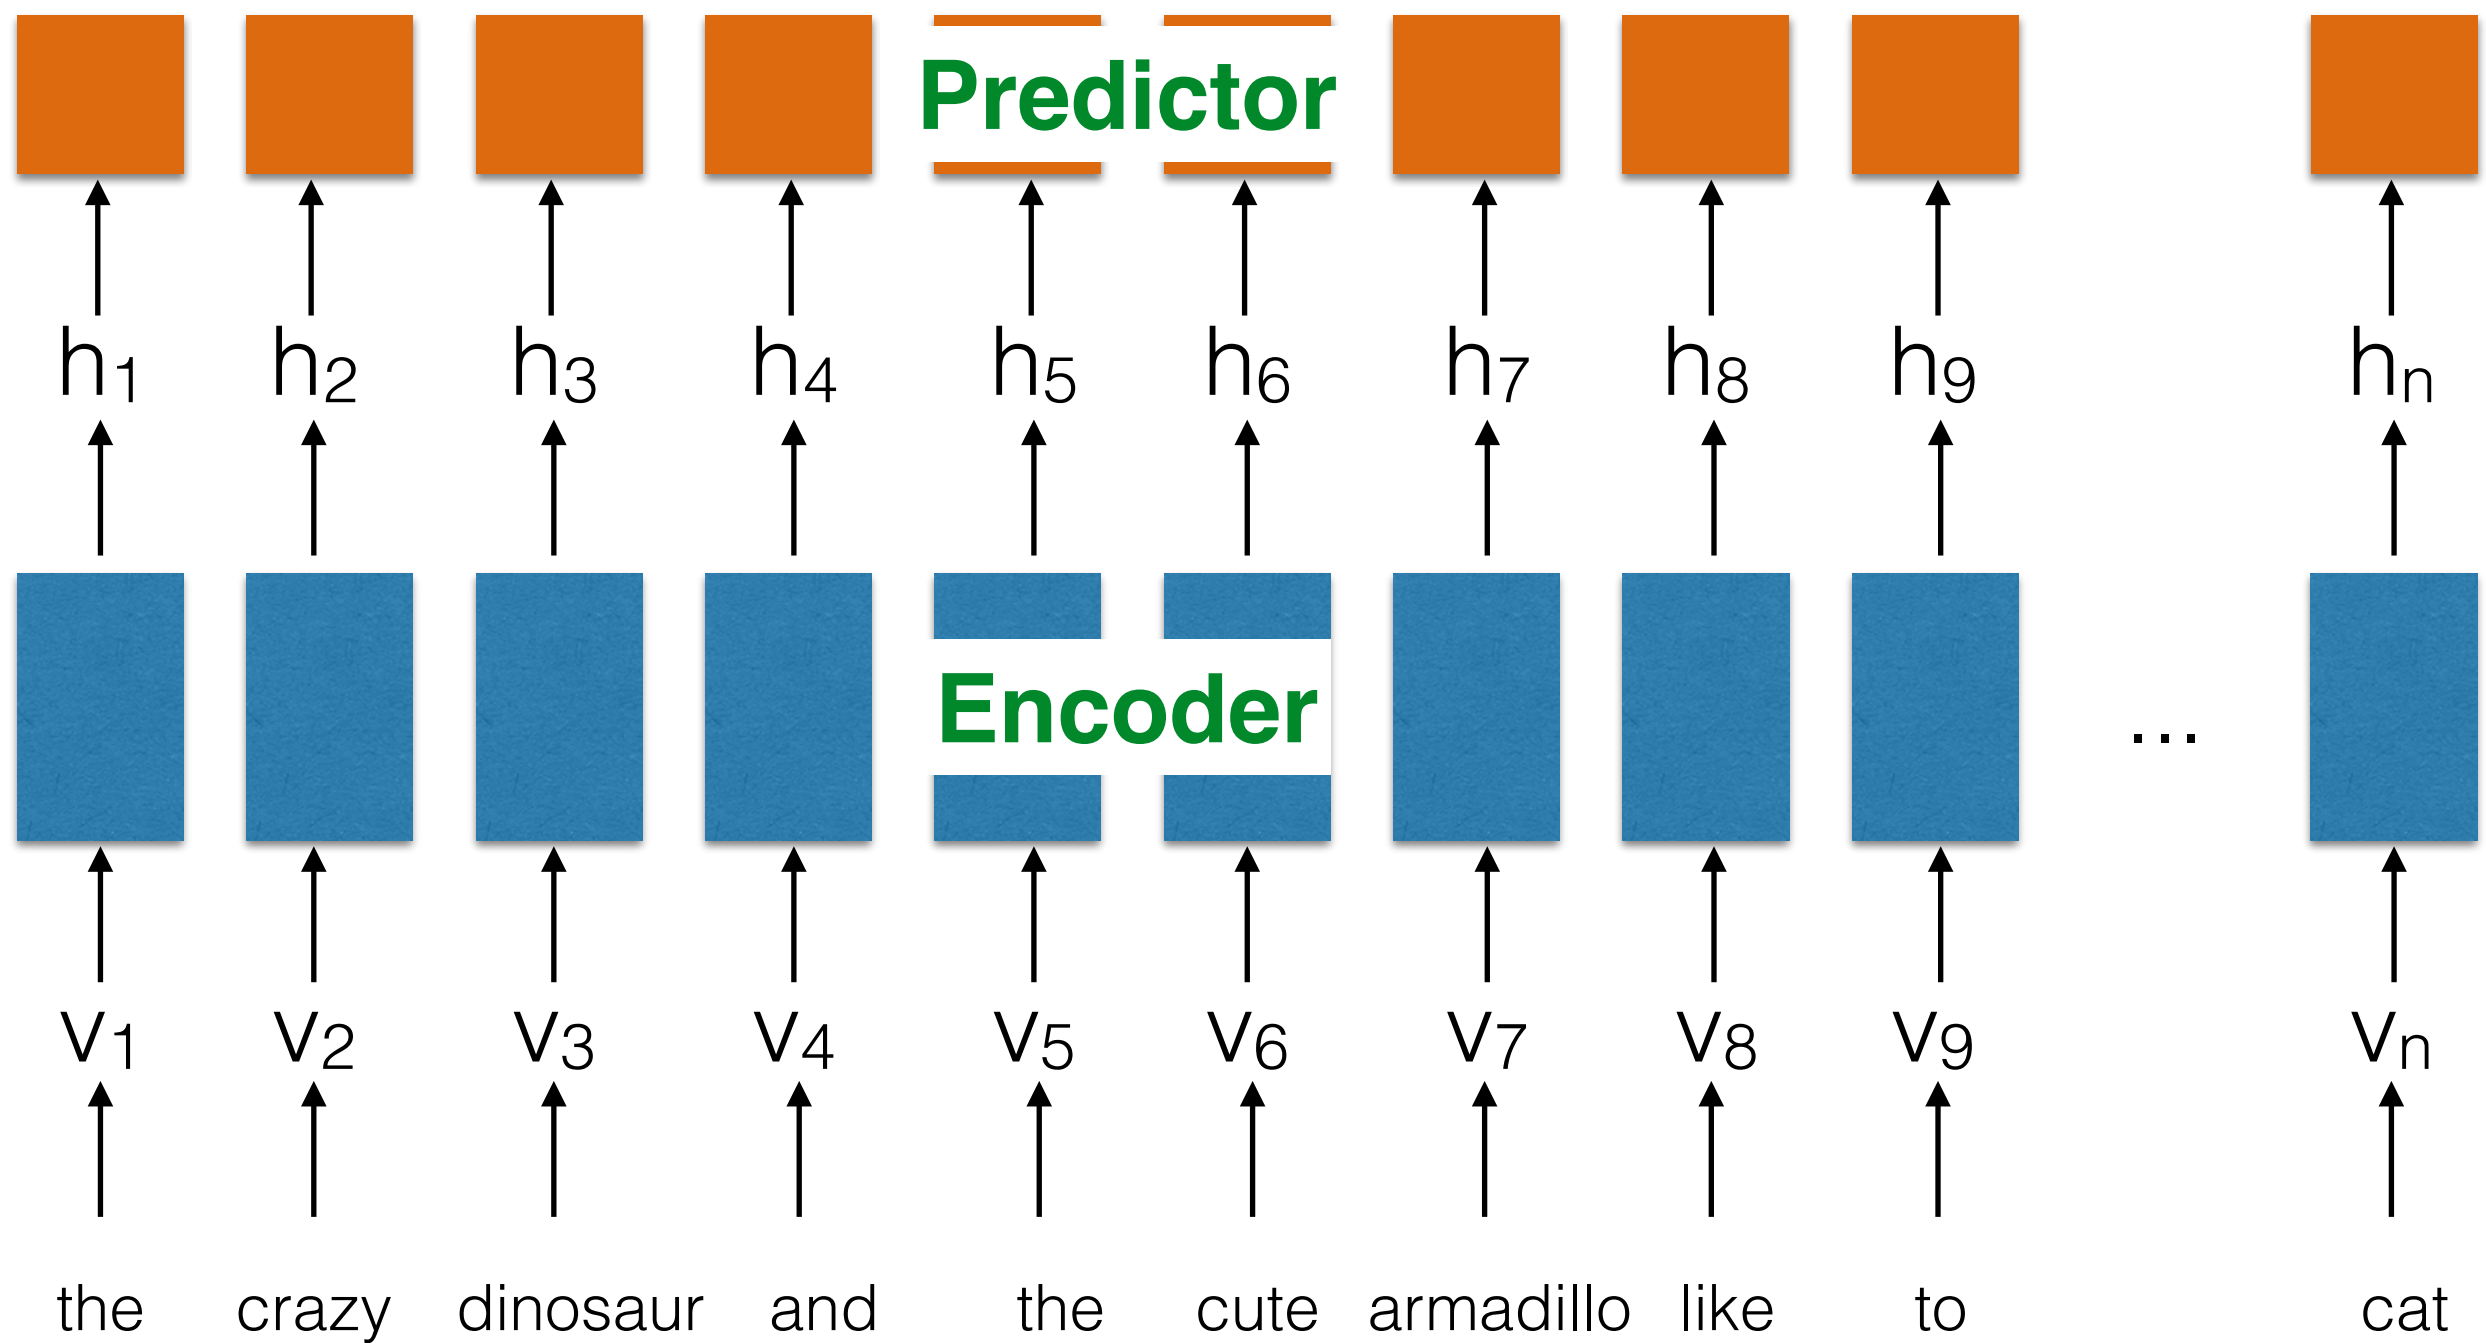 Predictor
h1 h2 h3 h4 h5 h6 h7 h8 h9 hn
Encoder
...
v1 v2 v3 v4 v5 v6 v7 v8 v9 vn
the crazy dinosaur and the cute armadillo like to cat